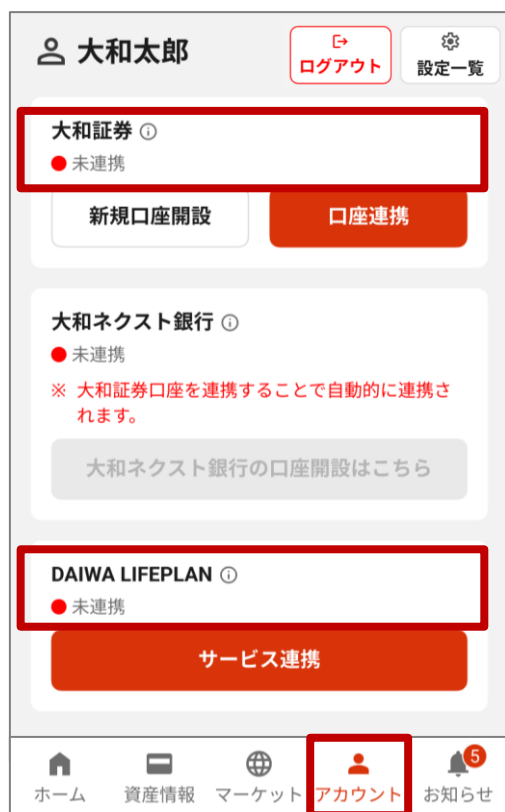 大和太郎
ログアウト
設定一覧
大和証券
未連携
新規口座開設
口座連携
大和ネクスト銀行
未連携
※ 大和証券口座を連携することで自動的に連携さ
れます。
大和ネクスト銀行の口座開設はこちら
DAIWA LIFEPLAN
未連携
サービス連携
5
ホーム
資産情報
マーケット
アカウント
お知らせ